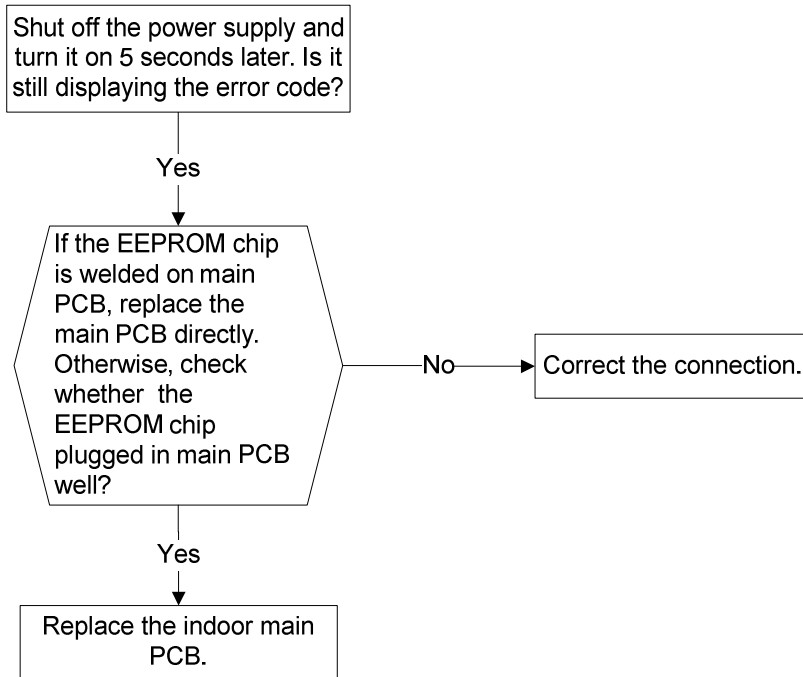 Shut off the power supply and
turn it on 5 seconds later. Is it
still displaying the error code?
Yes
If the EEPROM chip
is welded on main
PCB, replace the
main PCB directly.
Otherwise, check
whether the
EEPROM chip
plugged in main PCB
well?
No
Correct the connection.
Yes
Replace the indoor main
PCB.